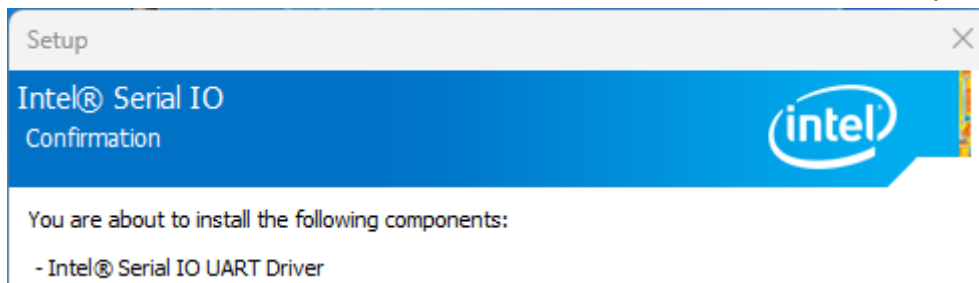 Setup
Intel® Serial IO
Confirmation
intel
You are about to install the following components:
- Intel® Serial IO UART Driver